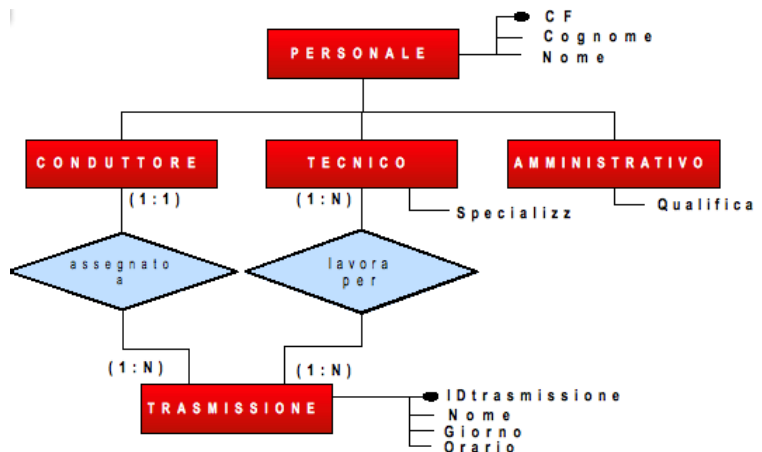 CF
Cognome
Nome
PERSONALE
CONDUTTORE
TECNICO
AMMINISTRATIVO
(1:1)
(1:N)
Specializz
Qualifica
assegnato
a
lavora
per
(1:N)
(1:N)
TRASMISSIONE
IDtrasmissione
Nome
Giorno
Orario